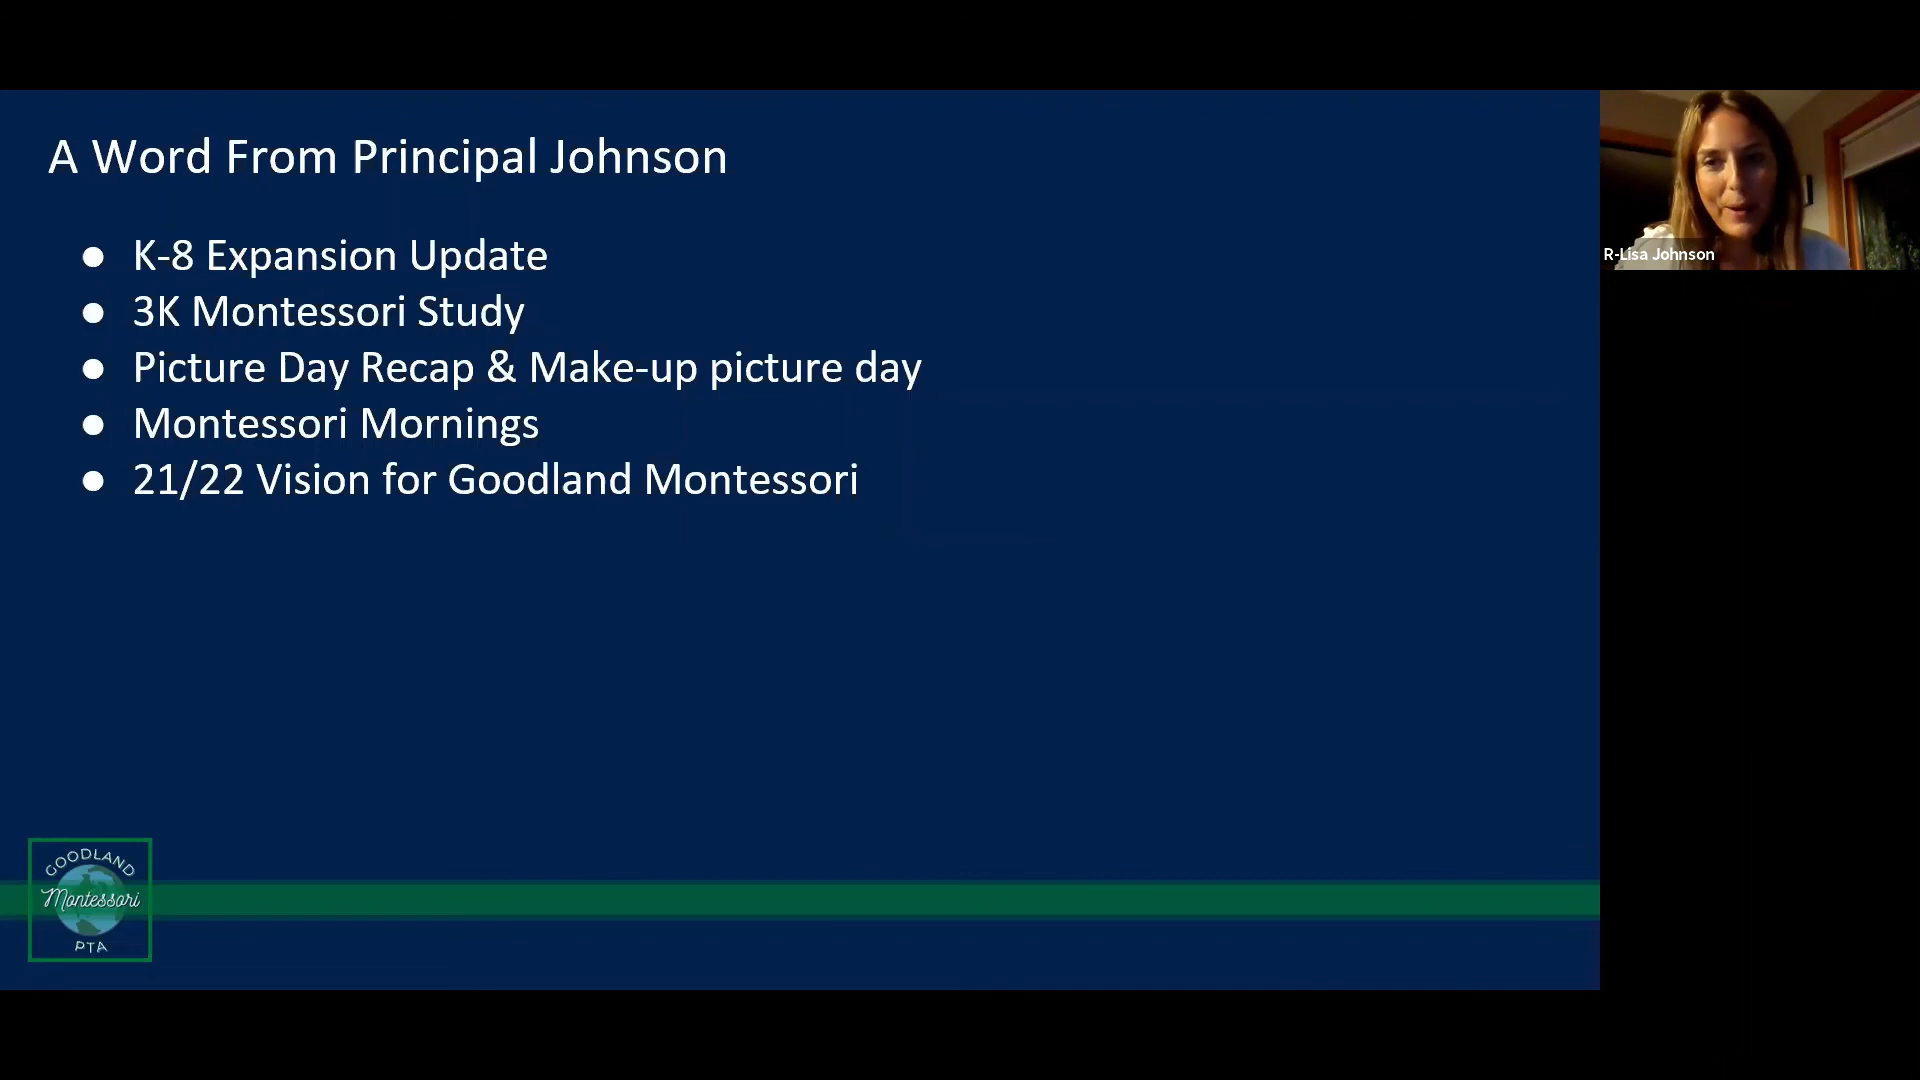 A Word From Principal Johnson
● K-8 Expansion Update
● 3K Montessori Study
● Picture Day Recap & Make-up picture day
● Montessori Mornings
● 21/22 Vision for Goodland Montessori
R-Lisa Johnson
GOODLAND
Montessori
PTA